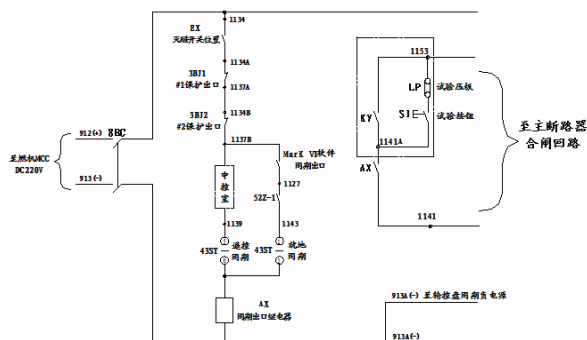 1134
EX
灭磁开关位置
1134A
3BJ1
#1保护出口
1137A
1134B
3BJ2
#2保护出口
1137B
912(+)
8BC
至燃机MCC
DC220V
913(-)
MarK VI软件
同期出口
1127
52Z-1
中控室
1139
1143
43ST
遥控
同期
43ST
就地
同期
AX
同期出口继电器
1153
LP
试验压板
KY
SI
试验按钮
1141A
AX
1141
至主断路器
合闸回路
913A(-) 至轮控盘同期负电源
913A(-)